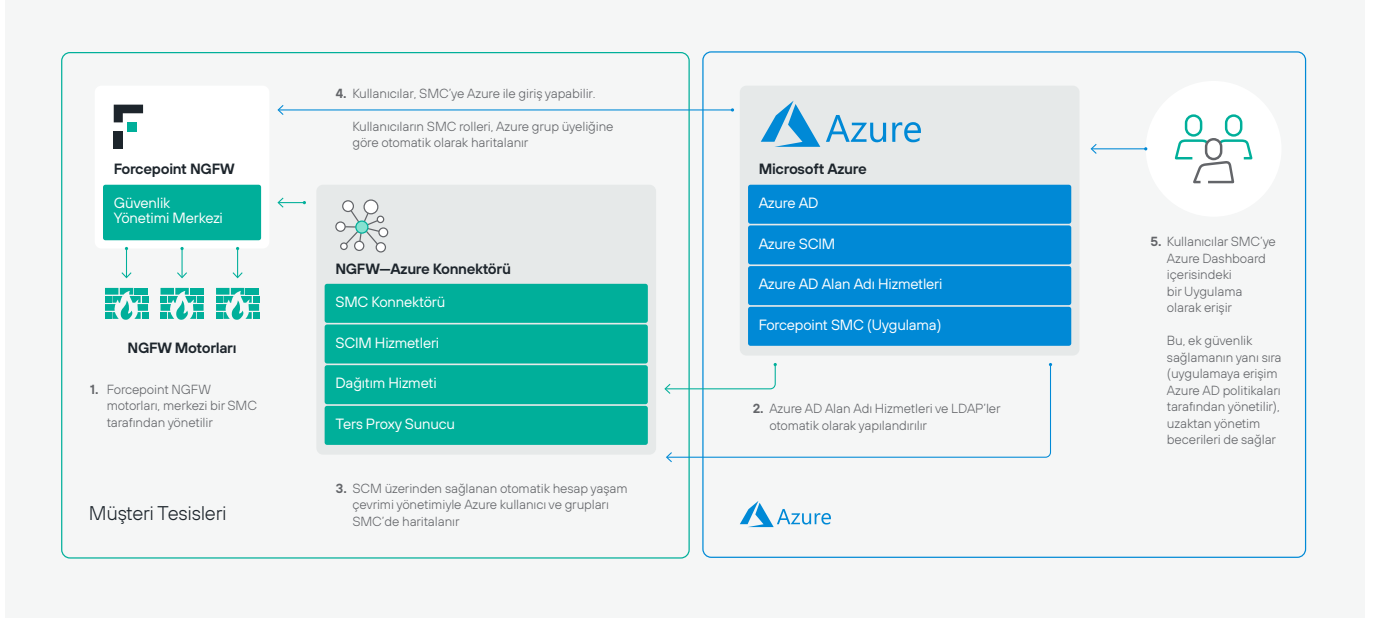 Forcepoint NGFW
Güvenlik
Yönetimi Merkezi
NGFW Motorları
1. Forcepoint NGFW
motorları, merkezi bir SMC
tarafından yönetilir
Müşteri Tesisleri
4. Kullanıcılar, SMC'ye Azure ile giriş yapabilir.
Kullanıcıların SMC rolleri, Azure grup üyeliğine
göre otomatik olarak haritalanır
NGFW—Azure Konnektörü
SMC Konnektörü
SCIM Hizmetleri
Dağıtım Hizmeti
Ters Proxy Sunucu
3. SCM üzerinden sağlanan otomatik hesap yaşam
çevrimi yönetimiyle Azure kullanıcı ve grupları
SMC'de haritalanır
Azure
Microsoft Azure
Azure AD
Azure SCIM
Azure AD Alan Adı Hizmetleri
Forcepoint SMC (Uygulama)
2. Azure AD Alan Adı Hizmetleri ve LDAP'ler
otomatik olarak yapılandırılır
Azure
5. Kullanıcılar SMC'ye
Azure Dashboard
içerisindeki
bir Uygulama
olarak erişir
Bu, ek güvenlik
sağlamanın yanı sıra
(uygulamaya erişim
Azure AD politikaları
tarafından yönetilir),
uzaktan yönetim
becerileri de sağlar